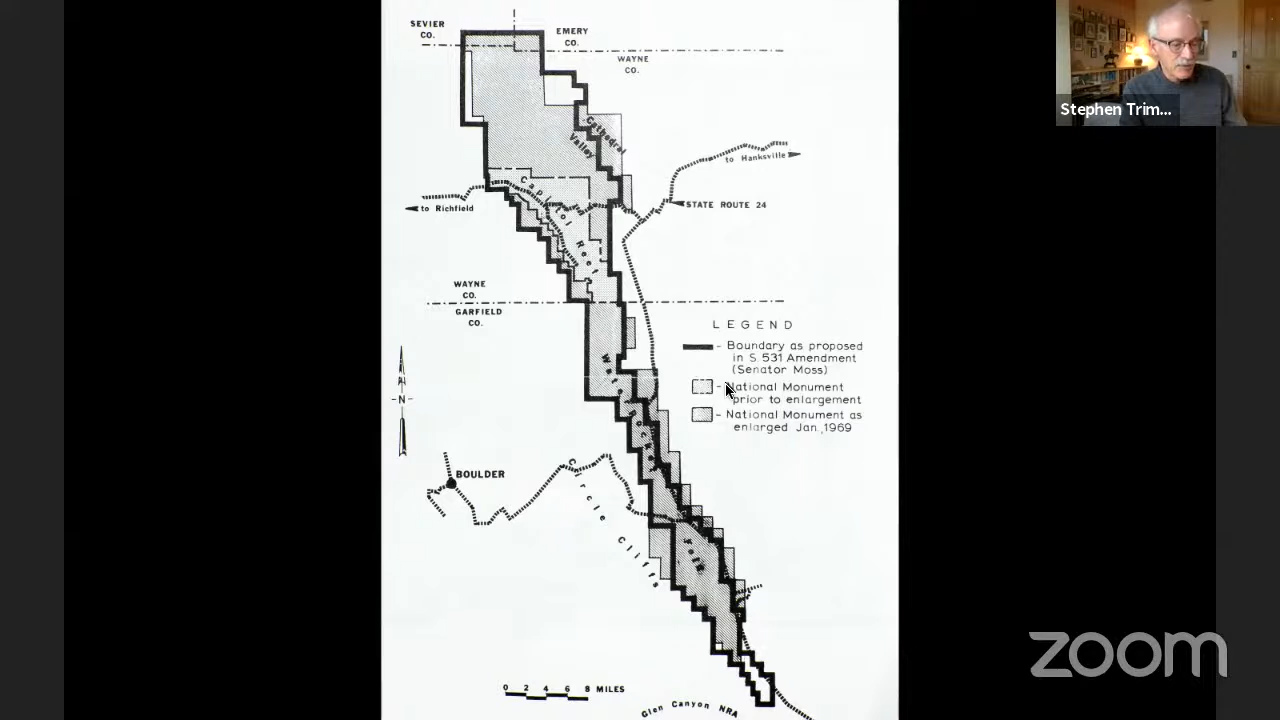 SEVIER
CO.
EMERY
CO.
WAYNE
CO.
Stephen Trim...
Cathedral
Valley
to Hanksville
Capitol Reef
to Richfield
STATE ROUTE 24
WAYNE
CO.
GARFIELD
CO.
LEGEND
- Boundary as proposed
in S. 531 Amendment
(Senator Moss)
- National Monument
prior to enlargement
- National Monument as
enlarged Jan., 1969
Waterpocket Fold
-N-
BOULDER
Circle Cliffs
zoom
0 2 4 6 8 MILES
Glen Canyon NRA